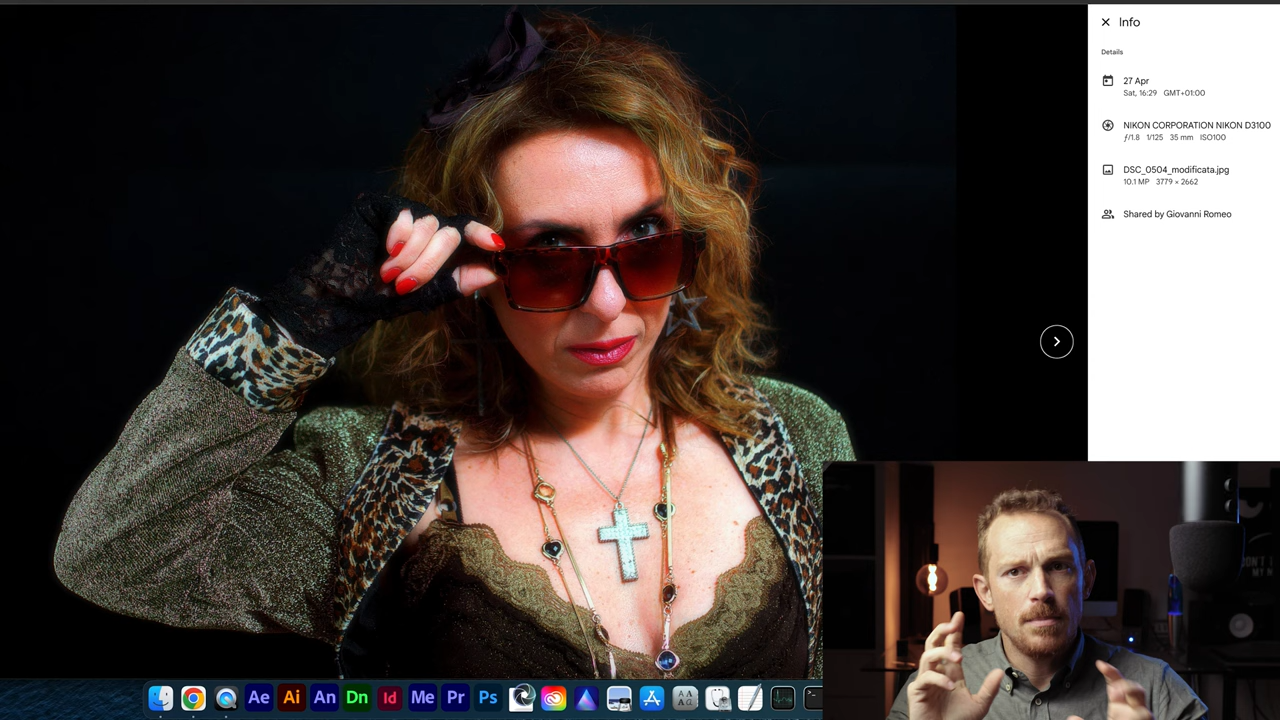 Info
Details
27 Apr
Sat, 16:29 GMT+01:00
NIKON CORPORATION NIKON D3100
ƒ/1.8 1/125 35 mm ISO100
DSC_0504_modificata.jpg
10.1 MP 3779 × 2662
Shared by Giovanni Romeo
Ae Ai An Dn Id Me Pr Ps